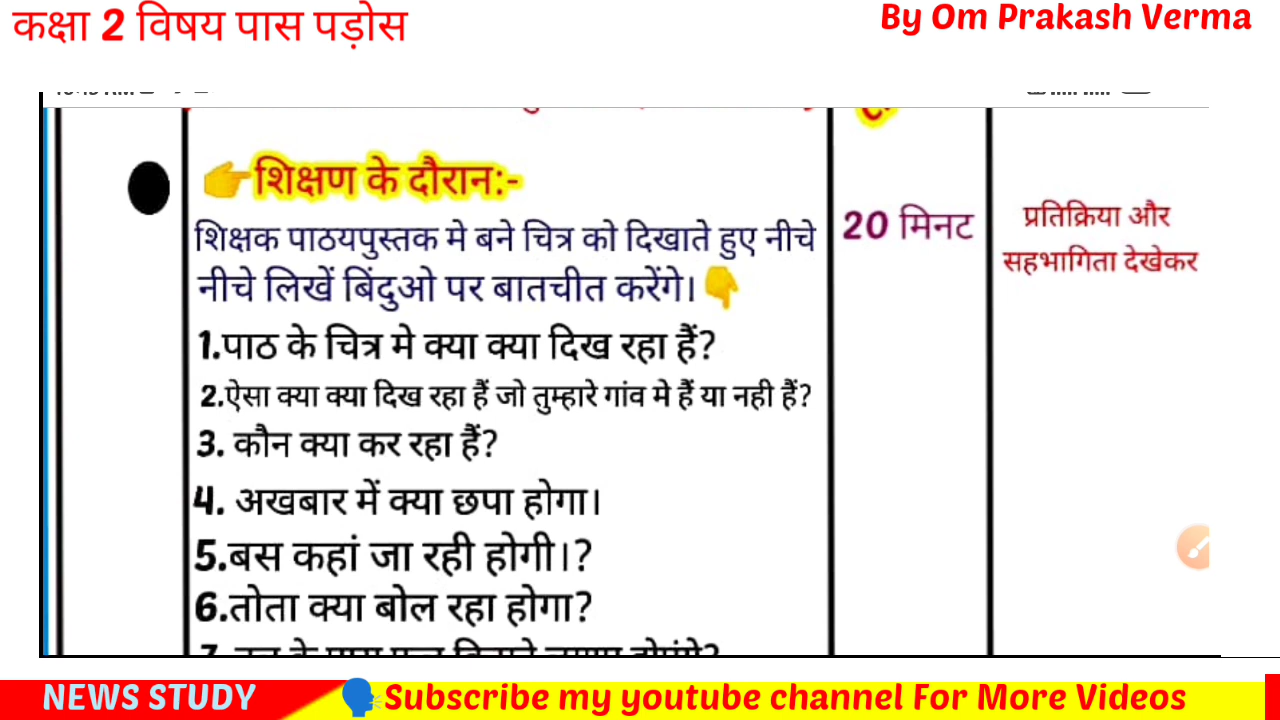 कक्षा 2 विषय पास पड़ोस
By Om Prakash Verma
👉शिक्षण के दौरान:-
शिक्षक पाठयपुस्तक मे बने चित्र को दिखाते हुए नीचे
नीचे लिखें बिंदुओ पर बातचीत करेंगे। 👇
1.पाठ के चित्र मे क्या क्या दिख रहा हैं?
2.ऐसा क्या क्या दिख रहा हैं जो तुम्हारे गांव मे हैं या नही हैं?
3. कौन क्या कर रहा हैं?
4. अखबार में क्या छपा होगा।
5.बस कहां जा रही होगी।?
6.तोता क्या बोल रहा होगा?
20 मिनट
प्रतिक्रिया और
सहभागिता देखेकर
NEWS STUDY
🗣Subscribe my youtube channel For More Videos